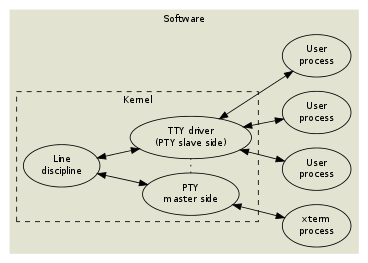 Software
User
process
Kernel
User
process
TTY driver
(PTY slave side)
Line
discipline
User
process
PTY
master side
xterm
process